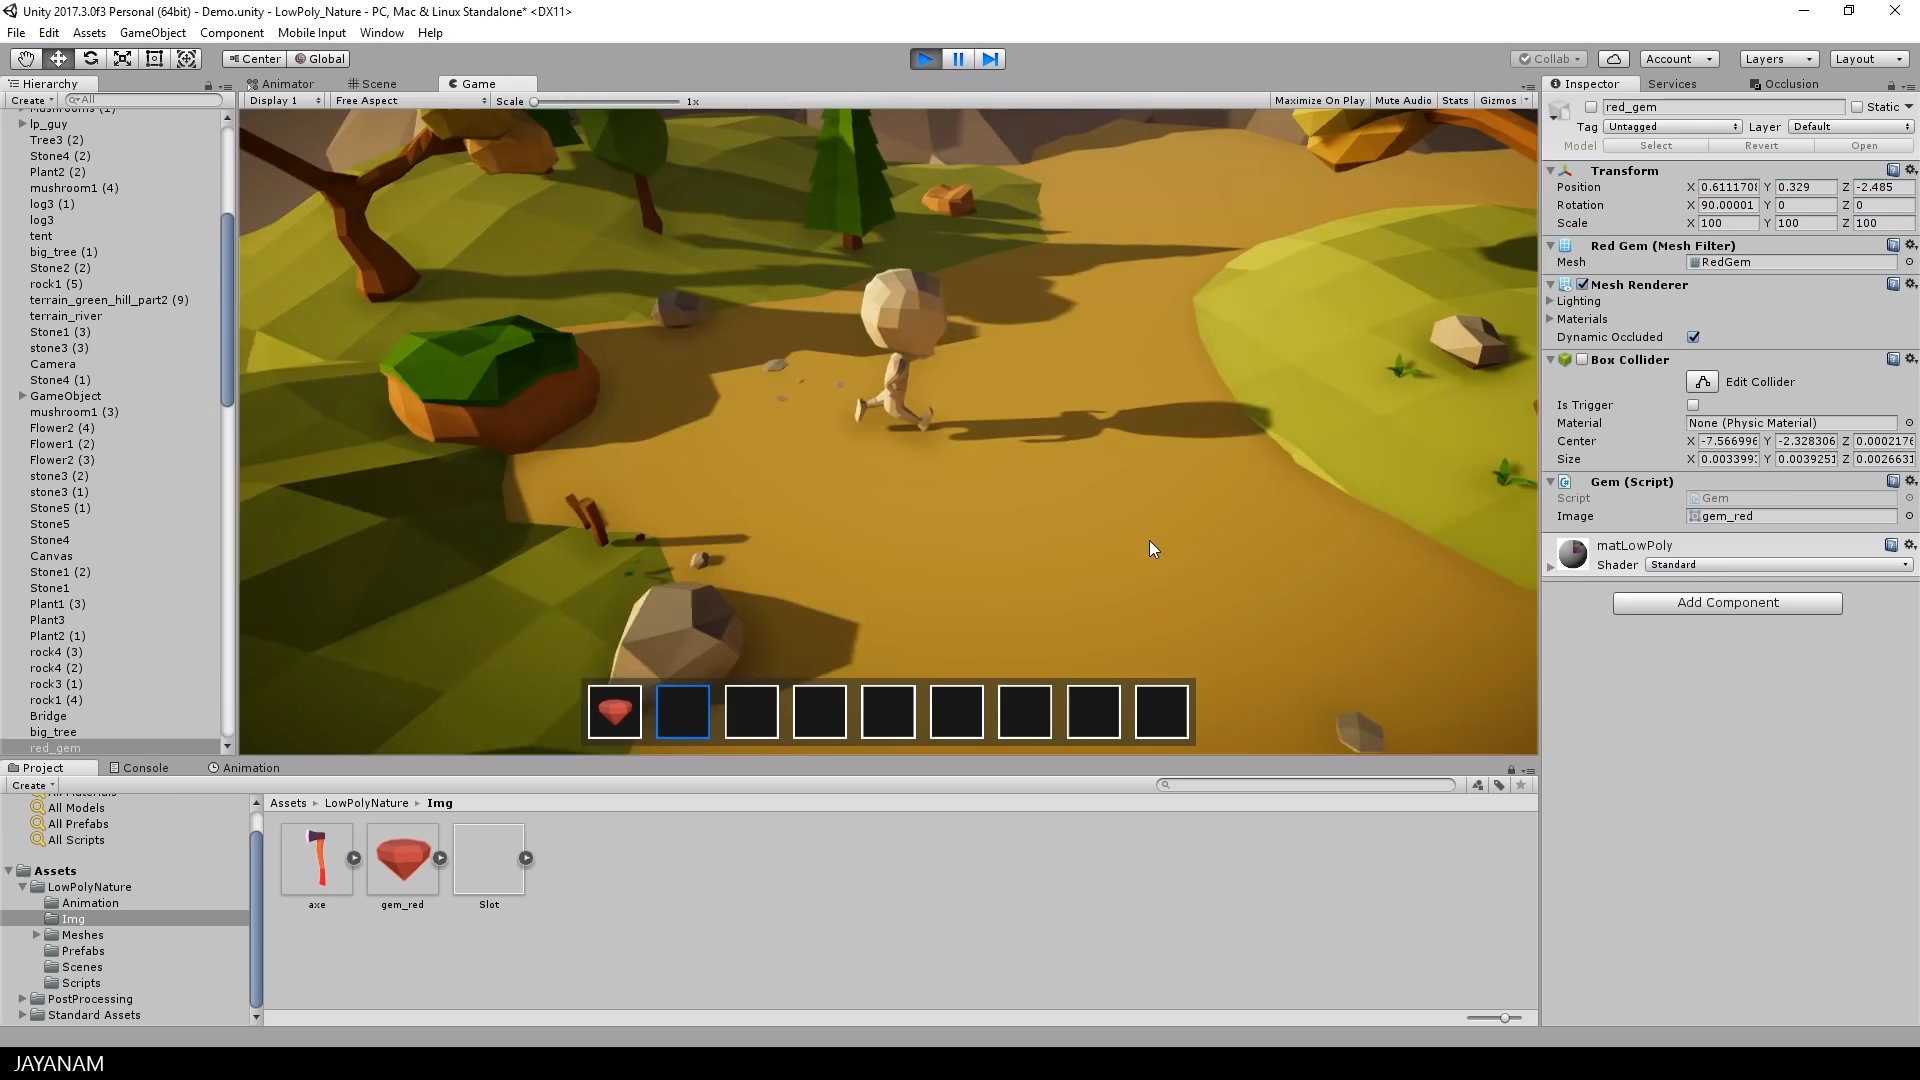 Unity 2017.3.0f3 Personal (64bit) - Demo.unity - LowPoly_Nature - PC, Mac & Linux Standalone* <DX11>
File Edit Assets GameObject Component Mobile Input Window Help
Center Global Collab Account Layers Layout
Hierarchy Animator Scene Game Inspector Services Occlusion
Create All Display 1 Free Aspect Scale 1x Maximize On Play Mute Audio Stats Gizmos
Mushrooms (1)
lp_guy
Tree3 (2)
Stone4 (2)
Plant2 (2)
mushroom1 (4)
log3 (1)
log3
tent
big_tree (1)
Stone2 (2)
rock1 (5)
terrain_green_hill_part2 (9)
terrain_river
Stone1 (3)
stone3 (3)
Camera
Stone4 (1)
GameObject
mushroom1 (3)
Flower2 (4)
Flower1 (2)
Flower2 (3)
stone3 (2)
stone3 (1)
Stone5 (1)
Stone5
Stone4
Canvas
Stone1 (2)
Stone1
Plant1 (3)
Plant3
Plant2 (1)
rock4 (3)
rock4 (2)
rock3 (1)
rock1 (4)
Bridge
big_tree
red_gem
red_gem Static
Tag Untagged Layer Default
Model Select Revert Open
Transform
Position X 0.6111708 Y 0.329 Z -2.485
Rotation X 90.00001 Y 0 Z 0
Scale X 100 Y 100 Z 100
Red Gem (Mesh Filter)
Mesh RedGem
Mesh Renderer
Lighting
Materials
Dynamic Occluded
Box Collider
Edit Collider
Is Trigger
Material None (Physic Material)
Center X -7.566996 Y -2.328306 Z 0.0002176
Size X 0.003399 Y 0.0039251 Z 0.0026631
Gem (Script)
Script Gem
Image gem_red
matLowPoly
Shader Standard
Add Component
Project Console Animation
Create
All Materials
All Models
All Prefabs
All Scripts
Assets
LowPolyNature
Animation
Img
Meshes
Prefabs
Scenes
Scripts
PostProcessing
Standard Assets
Assets LowPolyNature Img
axe gem_red Slot
JAYANAM